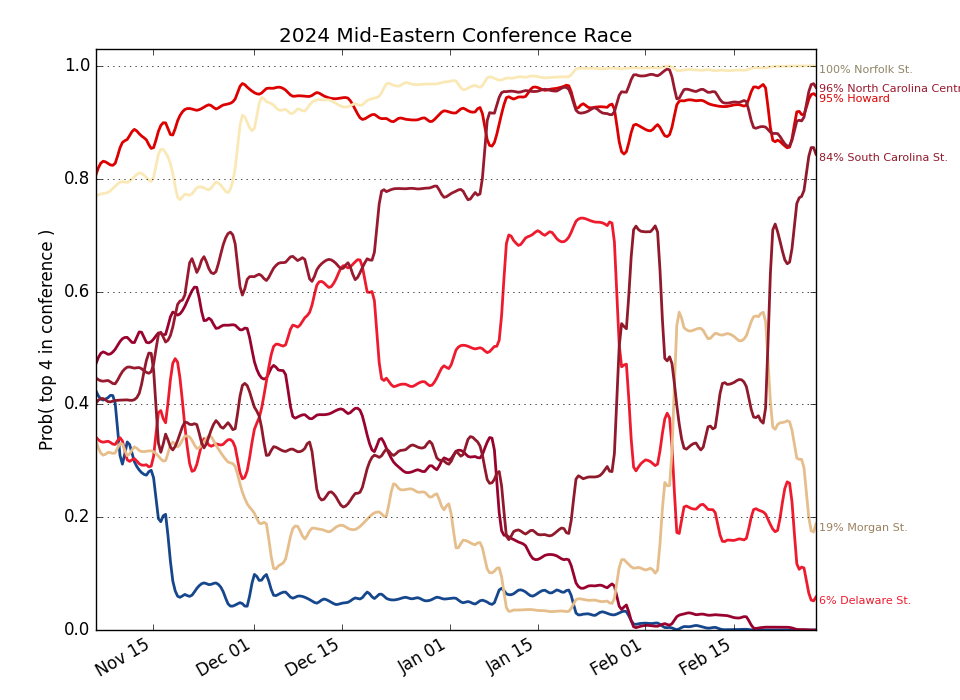 2024 Mid-Eastern Conference Race
Prob( top 4 in conference )
1.0
0.8
0.6
0.4
0.2
0.0
Nov 15
Dec 01
Dec 15
Jan 01
Jan 15
Feb 01
Feb 15
100% Norfolk St.
96% North Carolina Centr
95% Howard
84% South Carolina St.
19% Morgan St.
6% Delaware St.